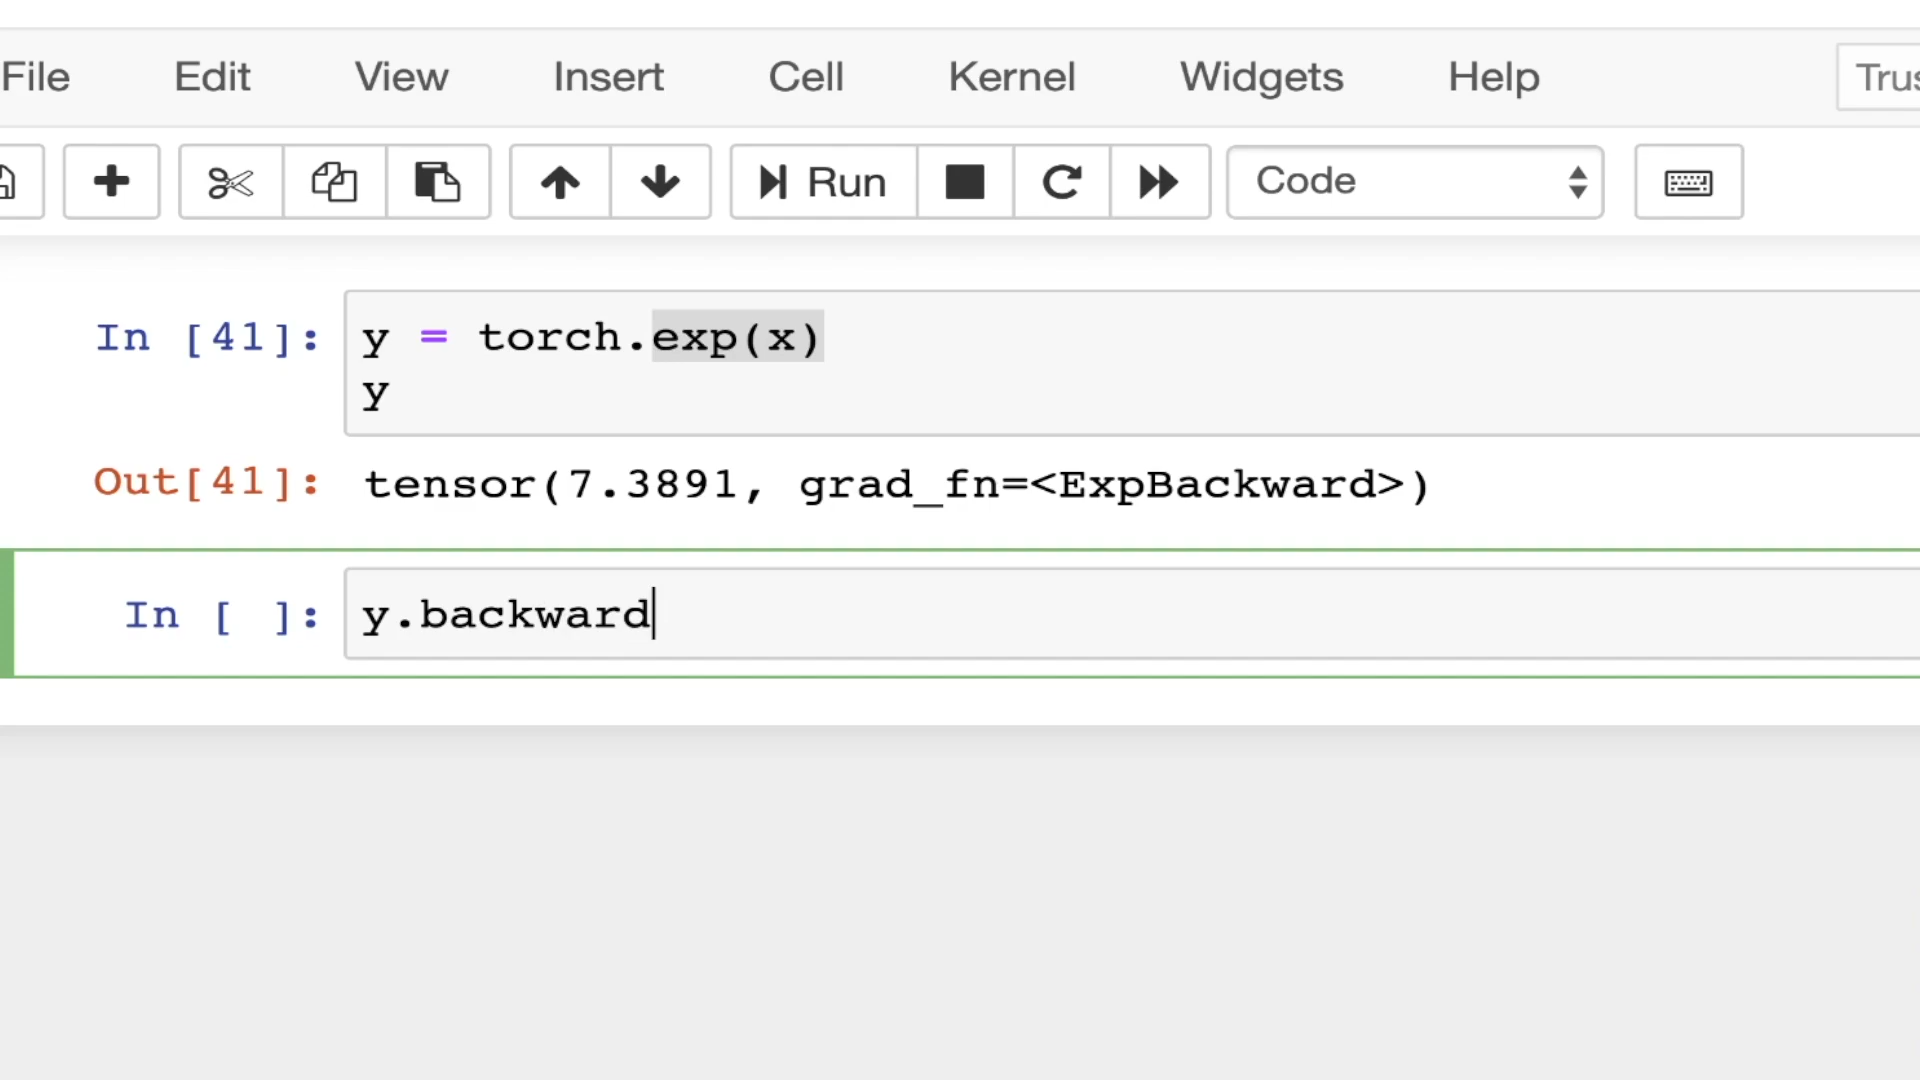 File Edit View Insert Cell Kernel Widgets Help
Run Code
In [41]: y = torch.exp(x)
y
Out[41]: tensor(7.3891, grad_fn=<ExpBackward>)
In [ ]: y.backward